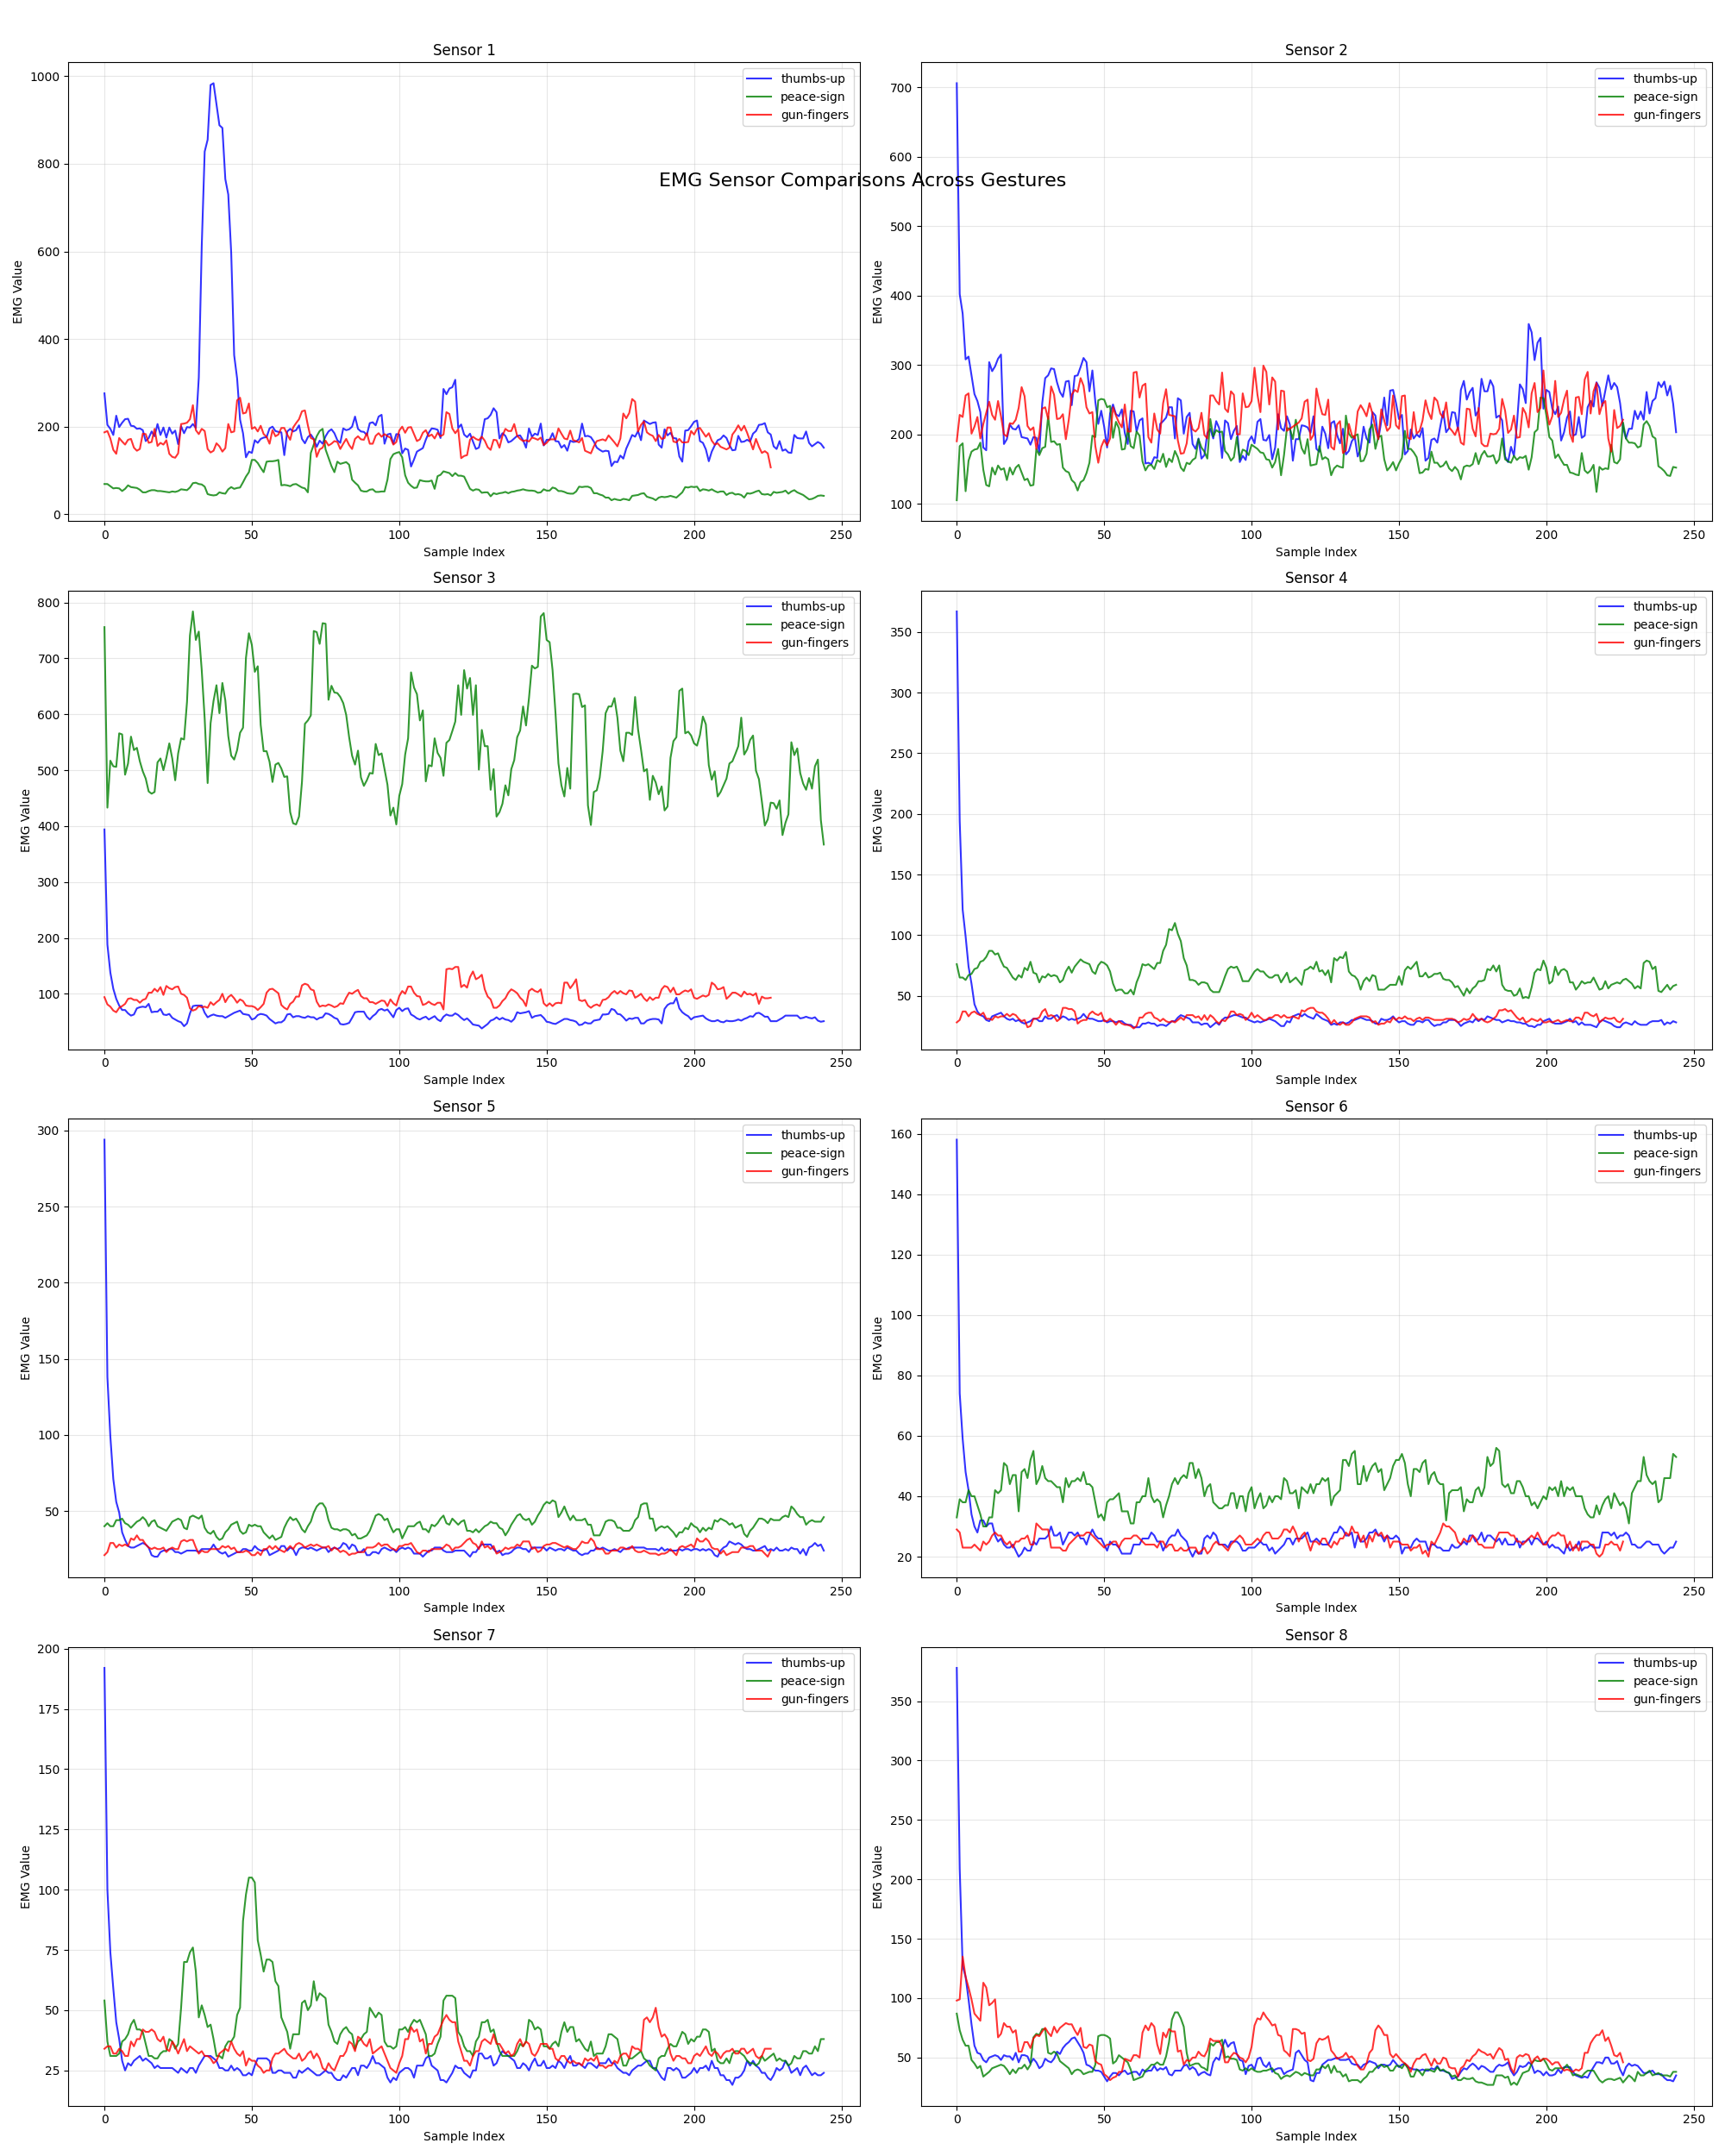 EMG Sensor Comparisons Across Gestures
Sensor 1
EMG Value
1000
800
600
400
200
0
0 50 100 150 200 250
Sample Index
thumbs-up
peace-sign
gun-fingers
Sensor 2
EMG Value
700
600
500
400
300
200
100
0 50 100 150 200 250
Sample Index
thumbs-up
peace-sign
gun-fingers
Sensor 3
EMG Value
800
700
600
500
400
300
200
100
0 50 100 150 200 250
Sample Index
thumbs-up
peace-sign
gun-fingers
Sensor 4
EMG Value
350
300
250
200
150
100
50
0 50 100 150 200 250
Sample Index
thumbs-up
peace-sign
gun-fingers
Sensor 5
EMG Value
300
250
200
150
100
50
0 50 100 150 200 250
Sample Index
thumbs-up
peace-sign
gun-fingers
Sensor 6
EMG Value
160
140
120
100
80
60
40
20
0 50 100 150 200 250
Sample Index
thumbs-up
peace-sign
gun-fingers
Sensor 7
EMG Value
200
175
150
125
100
75
50
25
0 50 100 150 200 250
Sample Index
thumbs-up
peace-sign
gun-fingers
Sensor 8
EMG Value
350
300
250
200
150
100
50
0 50 100 150 200 250
Sample Index
thumbs-up
peace-sign
gun-fingers